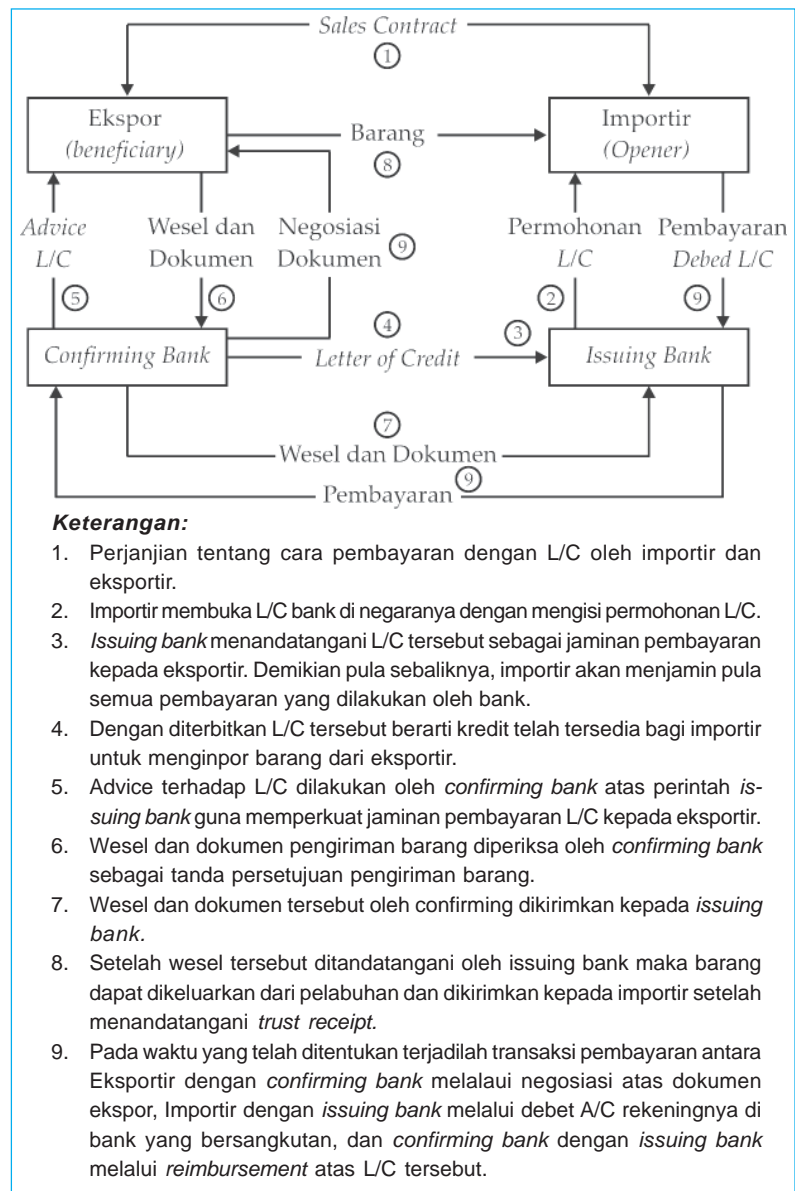 Sales Contract
1
Ekspor
(beneficiary)
Barang
8
Importir
(Opener)
Advice
L/C
5
Wesel dan
Dokumen
6
Negosiasi
Dokumen
9
Permohonan
L/C
2
Pembayaran
Debed L/C
9
Confirming Bank
4
Letter of Credit
3
Issuing Bank
7
Wesel dan Dokumen
9
Pembayaran
Keterangan:
1. Perjanjian tentang cara pembayaran dengan L/C oleh importir dan
eksportir.
2. Importir membuka L/C bank di negaranya dengan mengisi permohonan L/C.
3. Issuing bank menandatangani L/C tersebut sebagai jaminan pembayaran
kepada eksportir. Demikian pula sebaliknya, importir akan menjamin pula
semua pembayaran yang dilakukan oleh bank.
4. Dengan diterbitkan L/C tersebut berarti kredit telah tersedia bagi importir
untuk menginpor barang dari eksportir.
5. Advice terhadap L/C dilakukan oleh confirming bank atas perintah is-
suing bank guna memperkuat jaminan pembayaran L/C kepada eksportir.
6. Wesel dan dokumen pengiriman barang diperiksa oleh confirming bank
sebagai tanda persetujuan pengiriman barang.
7. Wesel dan dokumen tersebut oleh confirming dikirimkan kepada issuing
bank.
8. Setelah wesel tersebut ditandatangani oleh issuing bank maka barang
dapat dikeluarkan dari pelabuhan dan dikirimkan kepada importir setelah
menandatangani trust receipt.
9. Pada waktu yang telah ditentukan terjadilah transaksi pembayaran antara
Eksportir dengan confirming bank melalaui negosiasi atas dokumen
ekspor, Importir dengan issuing bank melalui debet A/C rekeningnya di
bank yang bersangkutan, dan confirming bank dengan issuing bank
melalui reimbursement atas L/C tersebut.